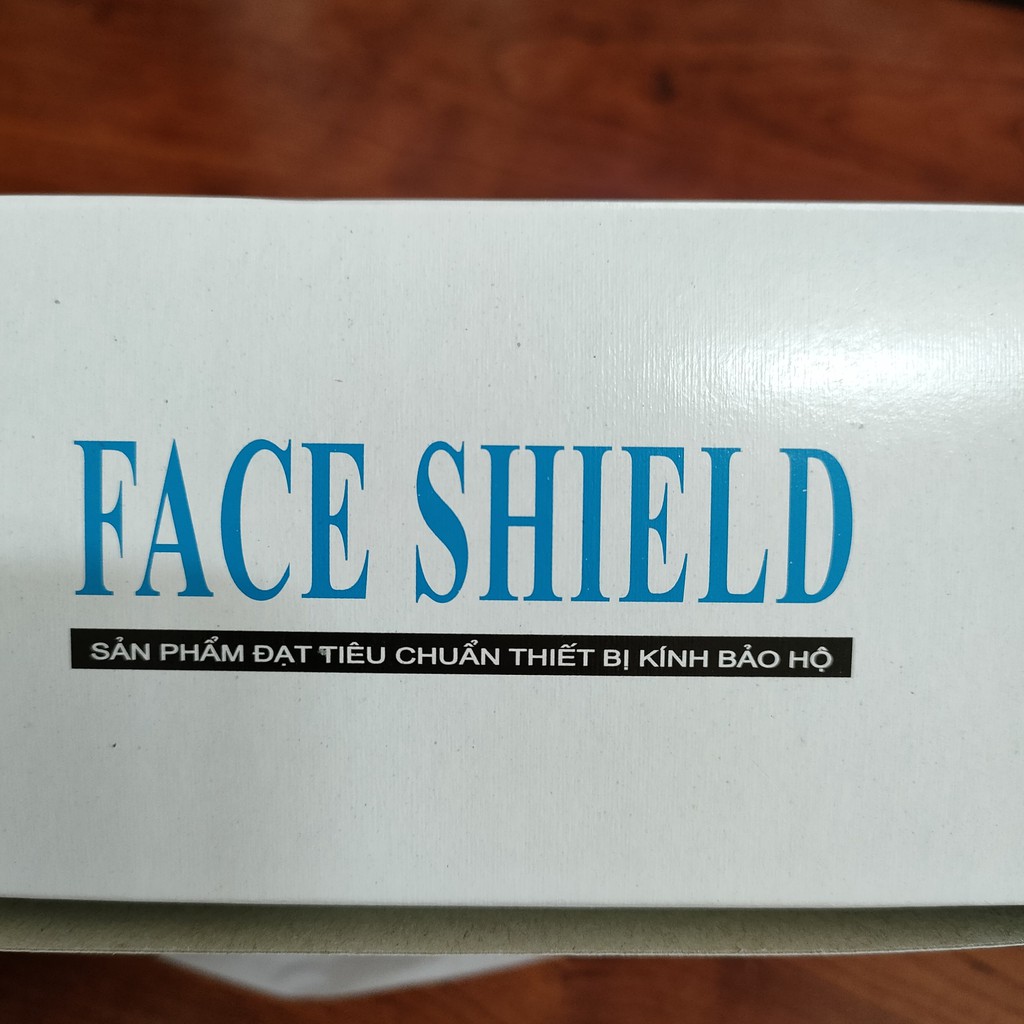 FACE SHIELD
SẢN PHẨM ĐẠT TIÊU CHUẨN THIẾT BỊ KÍNH BẢO HỘ